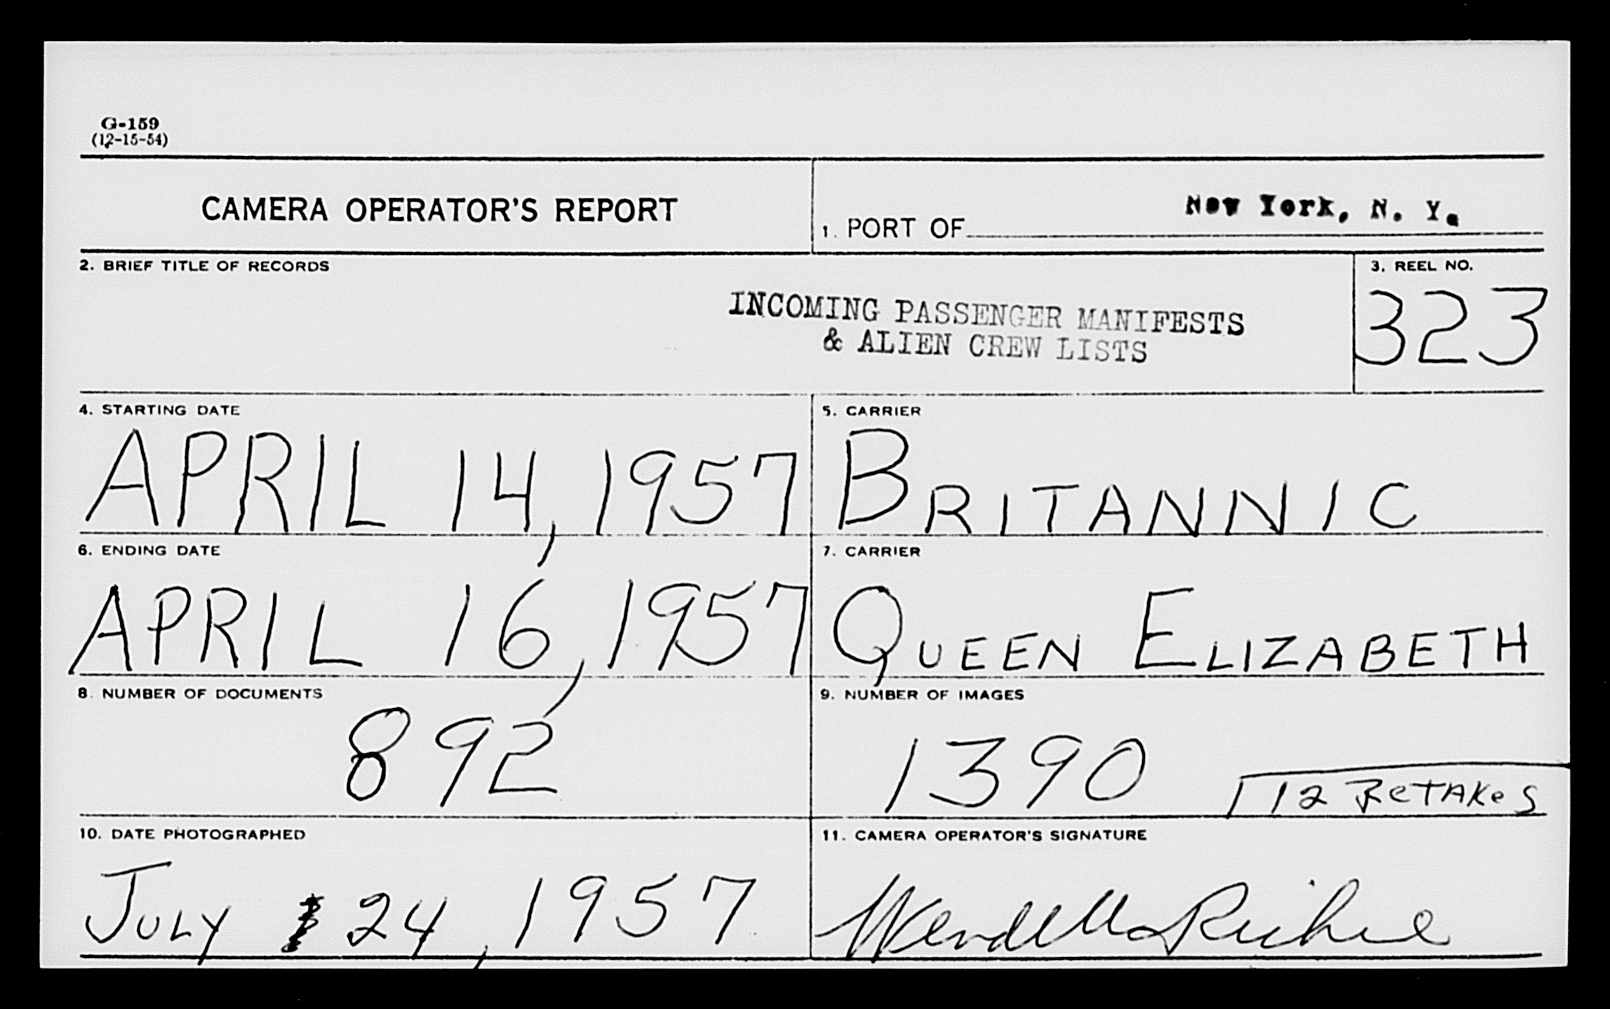 G-159
(12-15-54)
CAMERA OPERATOR'S REPORT
1. PORT OF New York, N. Y.
2. BRIEF TITLE OF RECORDS
INCOMING PASSENGER MANIFESTS
& ALIEN CREW LISTS
3. REEL NO.
323
4. STARTING DATE
APRIL 14, 1957
5. CARRIER
BRITANNIC
6. ENDING DATE
APRIL 16, 1957
7. CARRIER
QUEEN ELIZABETH
8. NUMBER OF DOCUMENTS
892
9. NUMBER OF IMAGES
1390 12 RETAKES
10. DATE PHOTOGRAPHED
JULY 24, 1957
11. CAMERA OPERATOR'S SIGNATURE
Wendell Richie